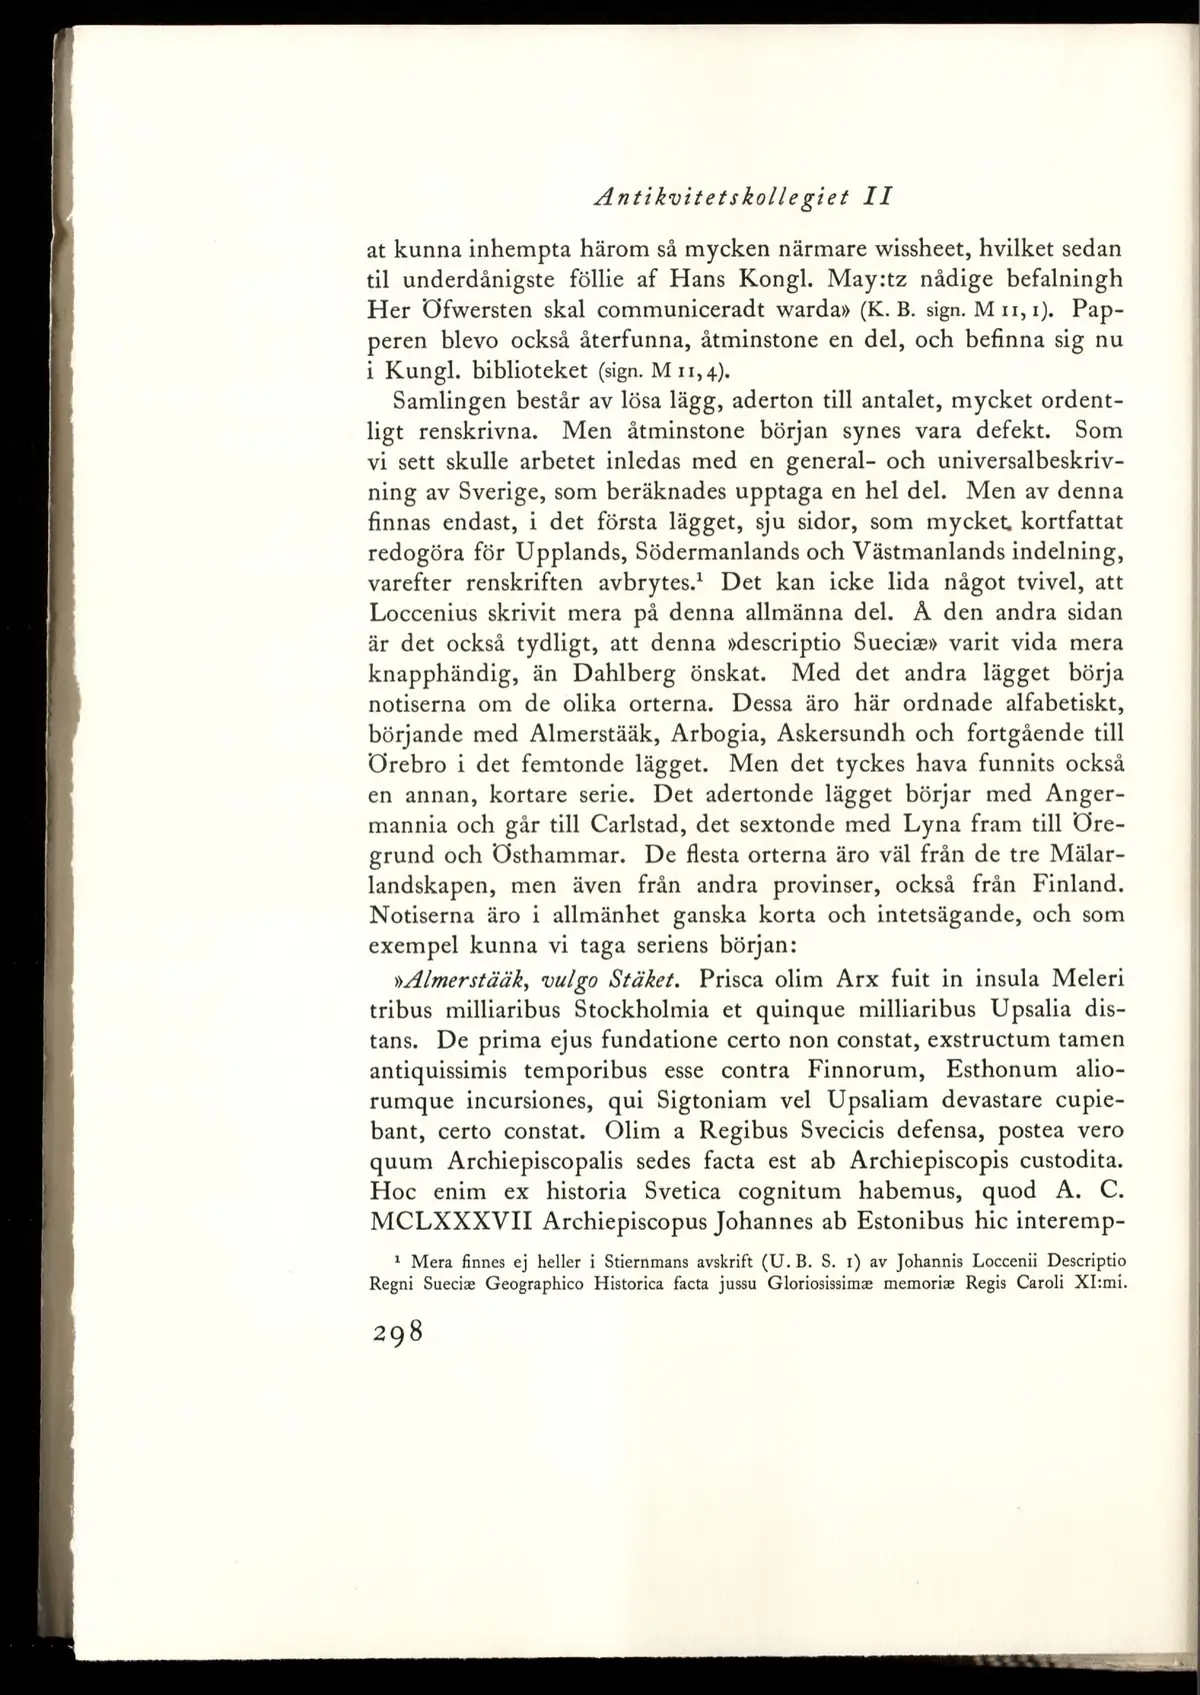 Antikvitetskollegiet II
at kunna inhempta härom så mycken närmare wissheet, hvilket sedan
til underdånigste föllie af Hans Kongl. May:tz nådige befalningh
Her Öfwersten skal communiceradt warda» (K. B. sign. M 11, 1). Pap-
peren blevo också återfunna, åtminstone en del, och befinna sig nu
i Kungl. biblioteket (sign. M 11, 4).
Samlingen består av lösa lägg, aderton till antalet, mycket ordent-
ligt renskrivna. Men åtminstone början synes vara defekt. Som
vi sett skulle arbetet inledas med en general- och universalbeskriv-
ning av Sverige, som beräknades upptaga en hel del. Men av denna
finnas endast, i det första lägget, sju sidor, som mycket kortfattat
redogöra för Upplands, Södermanlands och Västmanlands indelning,
varefter renskriften avbrytes.¹ Det kan icke lida något tvivel, att
Loccenius skrivit mera på denna allmänna del. Å den andra sidan
är det också tydligt, att denna »descriptio Sueciæ» varit vida mera
knapphändig, än Dahlberg önskat. Med det andra lägget börja
notiserna om de olika orterna. Dessa äro här ordnade alfabetiskt,
börjande med Almerstääk, Arbogia, Askersundh och fortgående till
Örebro i det femtonde lägget. Men det tyckes hava funnits också
en annan, kortare serie. Det adertonde lägget börjar med Anger-
mannia och går till Carlstad, det sextonde med Lyna fram till Öre-
grund och Östhammar. De flesta orterna äro väl från de tre Mälar-
landskapen, men även från andra provinser, också från Finland.
Notiserna äro i allmänhet ganska korta och intetsägande, och som
exempel kunna vi taga seriens början:
»Almerstääk, vulgo Stäket. Prisca olim Arx fuit in insula Meleri
tribus milliaribus Stockholmia et quinque milliaribus Upsalia dis-
tans. De prima ejus fundatione certo non constat, exstructum tamen
antiquissimis temporibus esse contra Finnorum, Esthonum alio-
rumque incursiones, qui Sigtoniam vel Upsaliam devastare cupie-
bant, certo constat. Olim a Regibus Svecicis defensa, postea vero
quum Archiepiscopalis sedes facta est ab Archiepiscopis custodita.
Hoc enim ex historia Svetica cognitum habemus, quod A. C.
MCLXXXVII Archiepiscopus Johannes ab Estonibus hic interemp-
¹ Mera finnes ej heller i Stiernmans avskrift (U. B. S. 1) av Johannis Loccenii Descriptio
Regni Sueciæ Geographico Historica facta jussu Gloriosissimæ memoriæ Regis Caroli XI:mi.
298